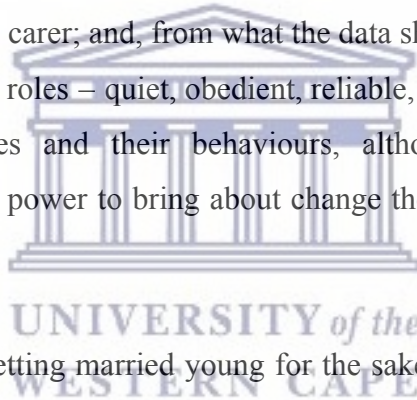 carer; and, from what the data sl
roles – quiet, obedient, reliable,
es and their behaviours, altho
power to bring about change th
UNIVERSITY of the
etting married young for the sake
WESTERN CAPE